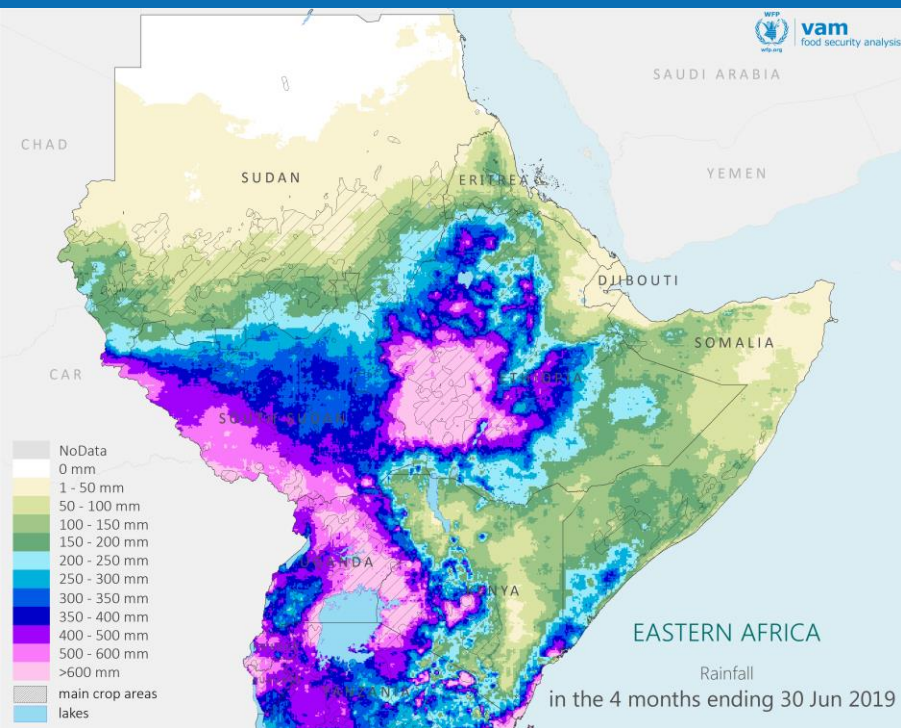 WFP
wfp.org
vam
food security analysis
SAUDI ARABIA
CHAD
YEMEN
SUDAN
ERITREA
DJIBOUTI
SOMALIA
CAR
ETHIOPIA
SOUTH SUDAN
UGANDA
KENYA
TANZANIA
NoData
0 mm
1 - 50 mm
50 - 100 mm
100 - 150 mm
150 - 200 mm
200 - 250 mm
250 - 300 mm
300 - 350 mm
350 - 400 mm
400 - 500 mm
500 - 600 mm
>600 mm
main crop areas
lakes
EASTERN AFRICA
Rainfall
in the 4 months ending 30 Jun 2019